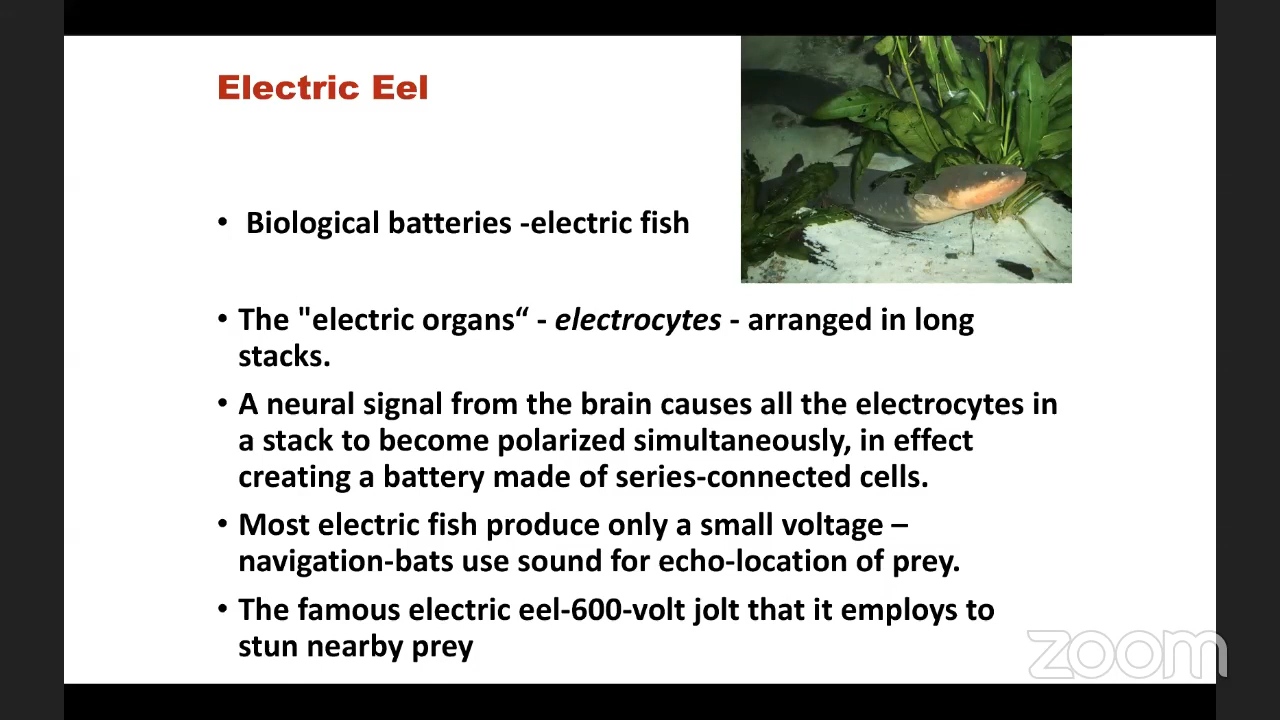 Electric Eel
• Biological batteries -electric fish
• The "electric organs“ - electrocytes - arranged in long
stacks.
• A neural signal from the brain causes all the electrocytes in
a stack to become polarized simultaneously, in effect
creating a battery made of series-connected cells.
• Most electric fish produce only a small voltage –
navigation-bats use sound for echo-location of prey.
• The famous electric eel-600-volt jolt that it employs to
stun nearby prey
zoom